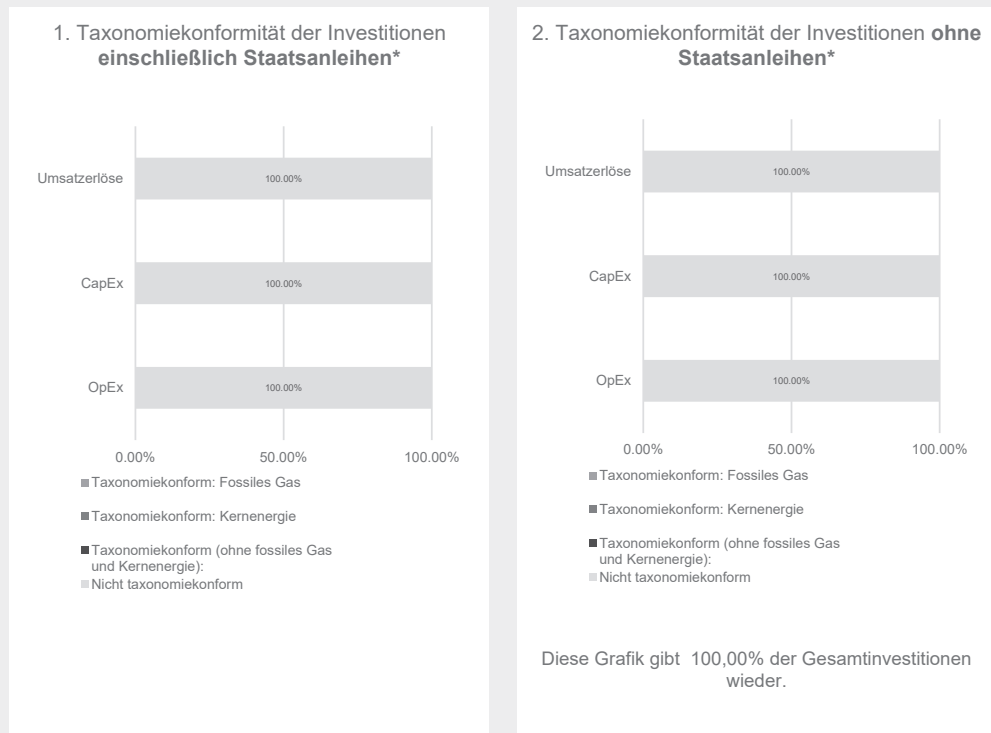 1. Taxonomiekonformität der Investitionen
einschließlich Staatsanleihen*
Umsatzerlöse
100.00%
CapEx
100.00%
OpEx
100.00%
0.00%
50.00%
100.00%
Taxonomiekonform: Fossiles Gas
Taxonomiekonform: Kernenergie
Taxonomiekonform (ohne fossiles Gas
und Kernenergie):
Nicht taxonomiekonform
2. Taxonomiekonformität der Investitionen ohne
Staatsanleihen*
Umsatzerlöse
100.00%
CapEx
100.00%
OpEx
100.00%
0.00%
50.00%
100.00%
Taxonomiekonform: Fossiles Gas
Taxonomiekonform: Kernenergie
Taxonomiekonform (ohne fossiles Gas
und Kernenergie):
Nicht taxonomiekonform
Diese Grafik gibt 100,00% der Gesamtinvestitionen
wieder.